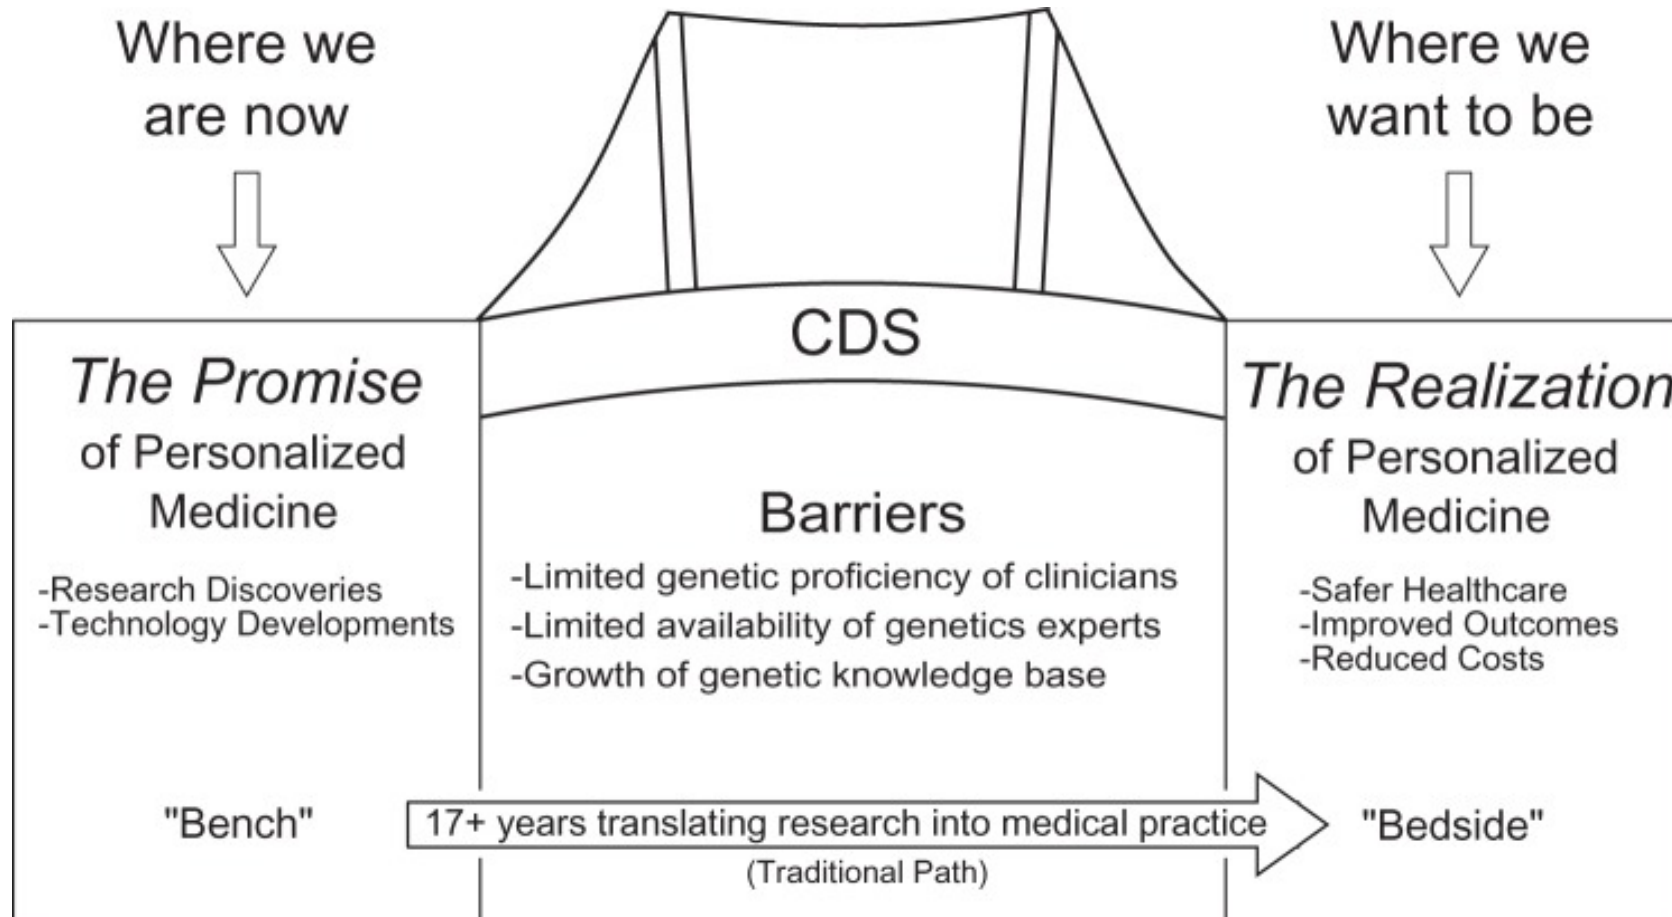 Where we
are now
Where we
want to be
CDS
The Promise
of Personalized
Medicine
-Research Discoveries
-Technology Developments
Barriers
-Limited genetic proficiency of clinicians
-Limited availability of genetics experts
-Growth of genetic knowledge base
The Realization
of Personalized
Medicine
-Safer Healthcare
-Improved Outcomes
-Reduced Costs
"Bench"
17+ years translating research into medical practice
(Traditional Path)
"Bedside"